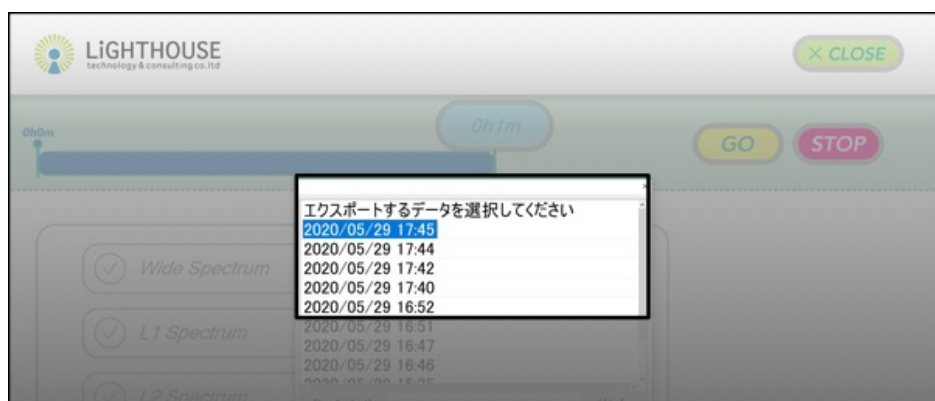 LiGHTHOUSE
technology & consulting co.ltd
× CLOSE
0h0m
0h1m
GO
STOP
エクスポートするデータを選択してください
2020/05/29 17:45
2020/05/29 17:44
2020/05/29 17:42
2020/05/29 17:40
2020/05/29 16:52
2020/05/29 16:51
2020/05/29 16:47
2020/05/29 16:46
Wide Spectrum
L1 Spectrum
L2 Spectrum